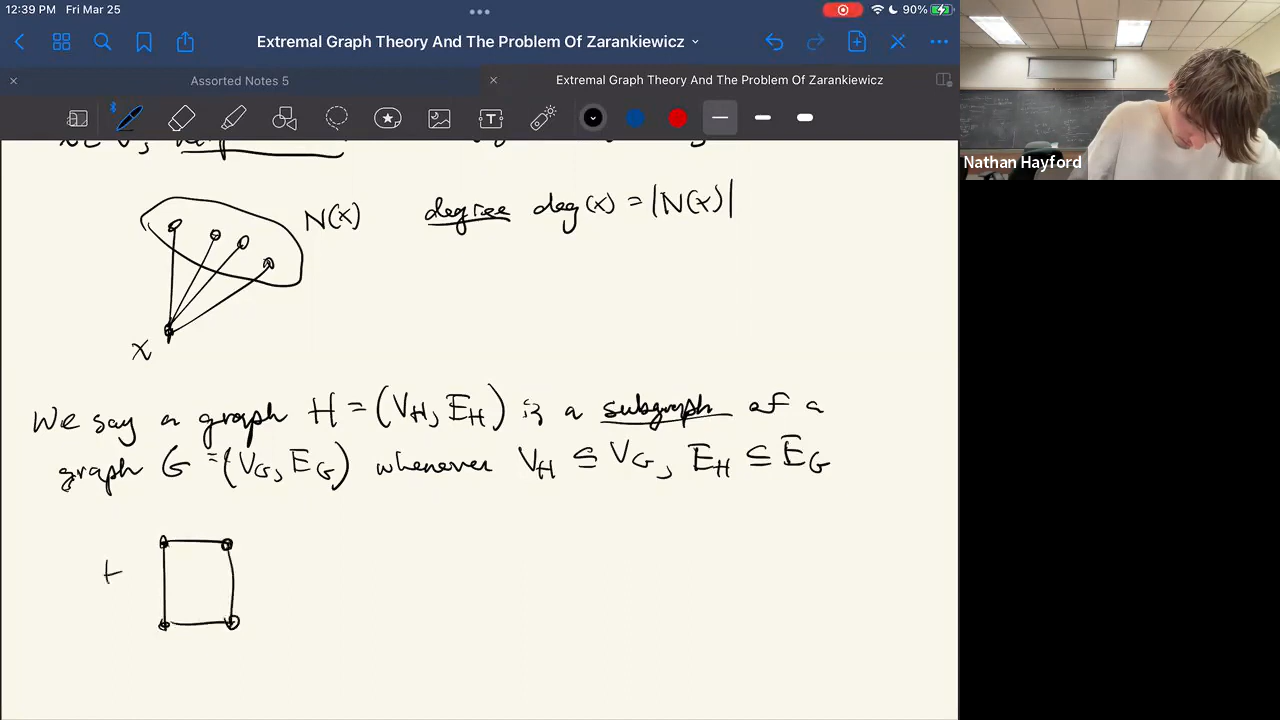 12:39 PM Fri Mar 25
90%
Extremal Graph Theory And The Problem Of Zarankiewicz
Assorted Notes 5
Extremal Graph Theory And The Problem Of Zarankiewicz
T
Nathan Hayford
N(x)
degree deg(x) = |N(x)|
x
We say a graph H = (V_H, E_H) is a subgraph of a
graph G = (V_G, E_G) whenever V_H ⊆ V_G, E_H ⊆ E_G